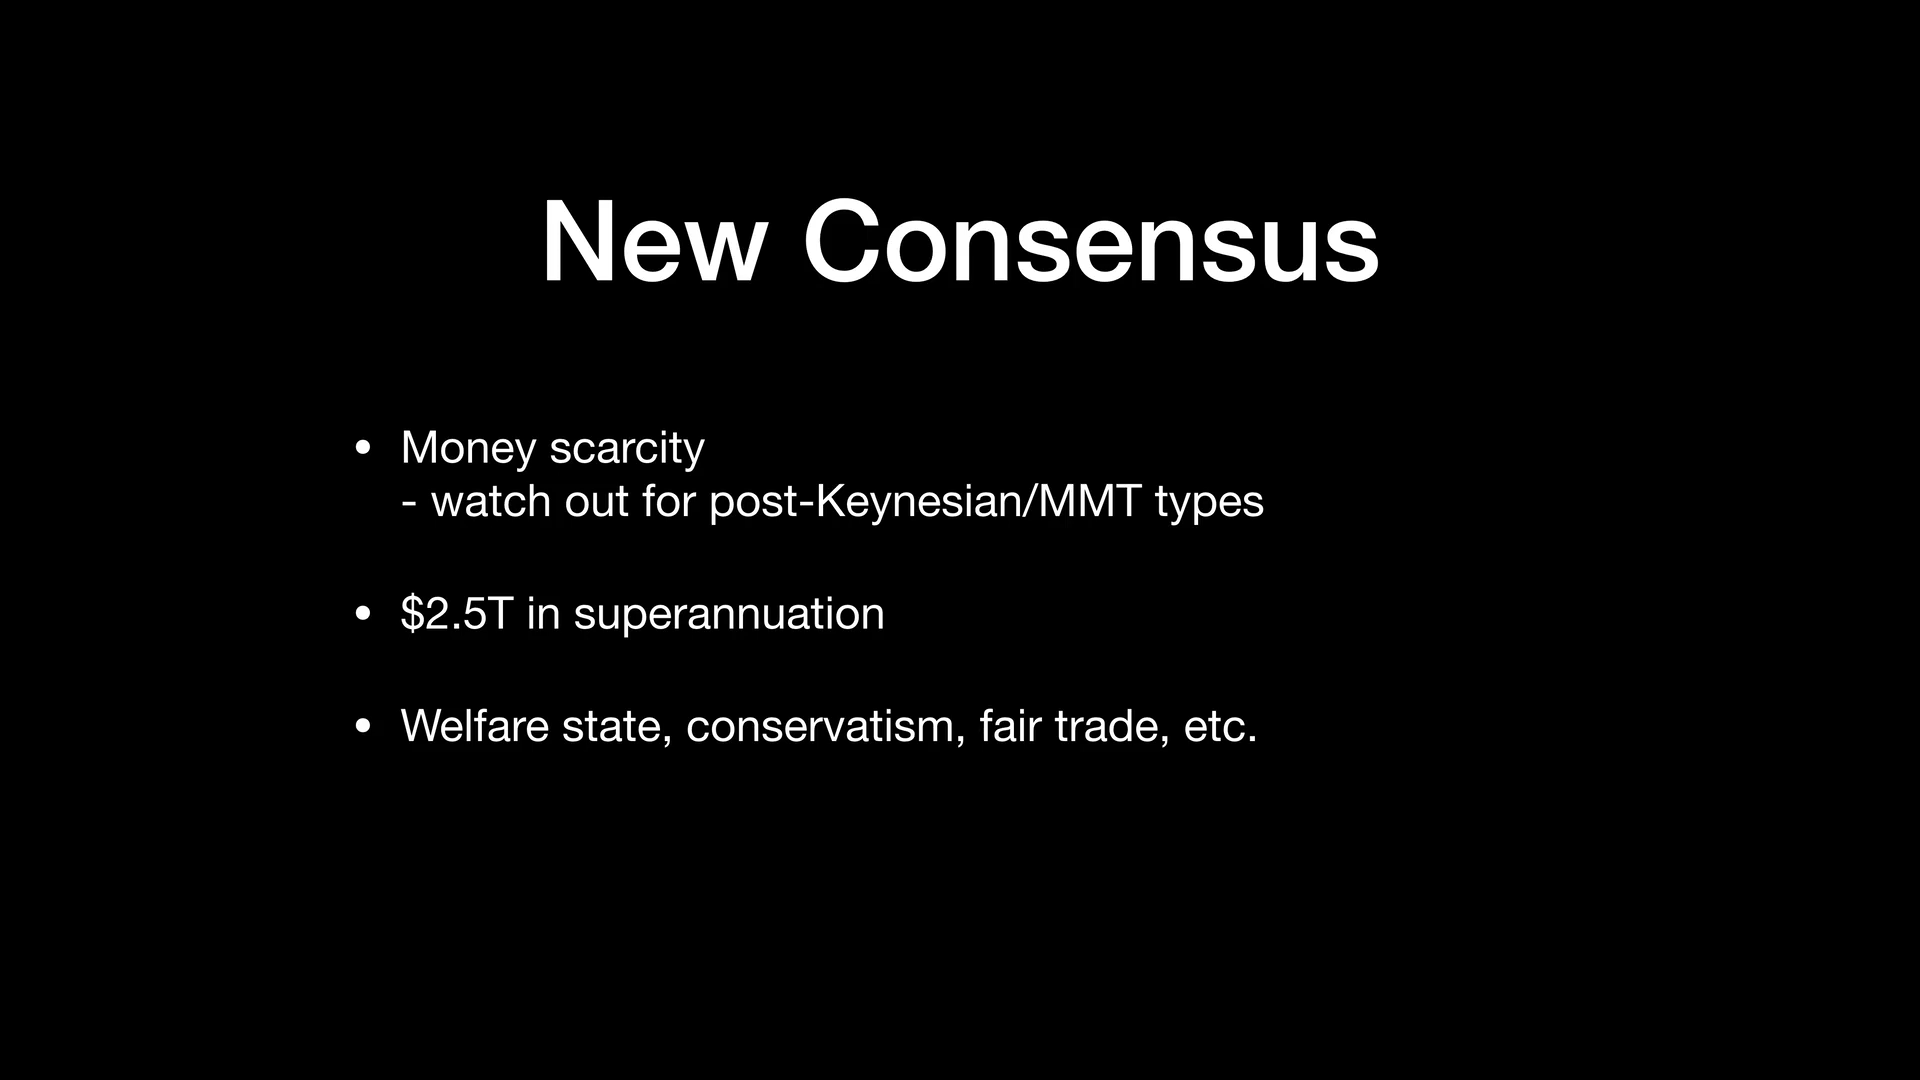 New Consensus
• Money scarcity
- watch out for post-Keynesian/MMT types
• $2.5T in superannuation
• Welfare state, conservatism, fair trade, etc.